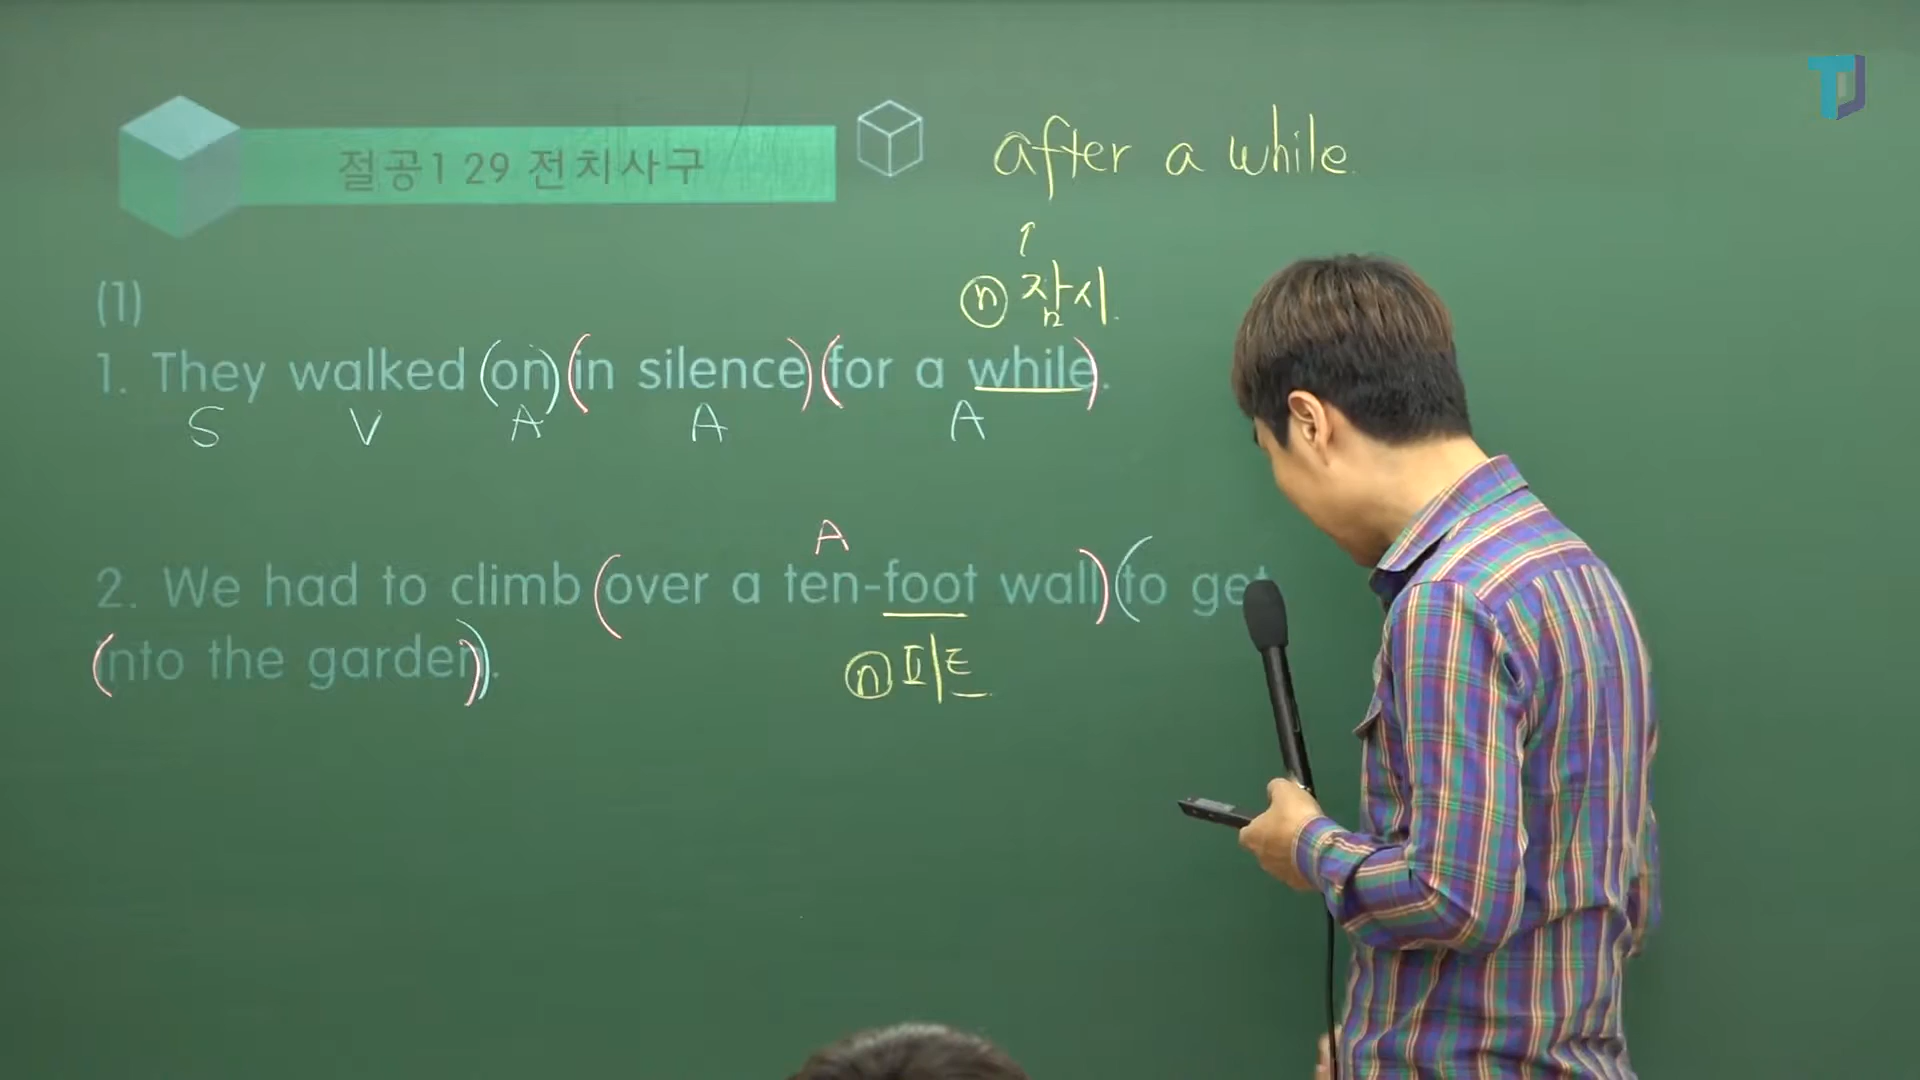 절공1 29 전치사구
after a while.
↑
ⓝ 잠시.
(1)
1. They walked (on) (in silence) (for a while).
S V A A A
A
2. We had to climb (over a ten-foot wall) (to get
(into the garden)).
ⓝ 피트
TJ